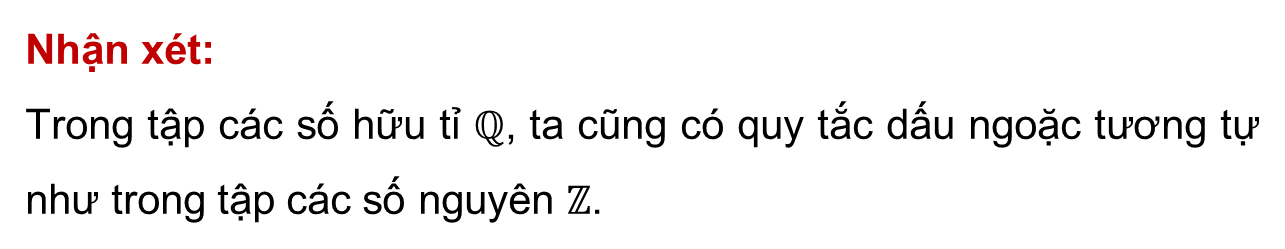 Nhận xét:
Trong tập các số hữu tỉ ℚ, ta cũng có quy tắc dấu ngoặc tương tự
như trong tập các số nguyên ℤ.